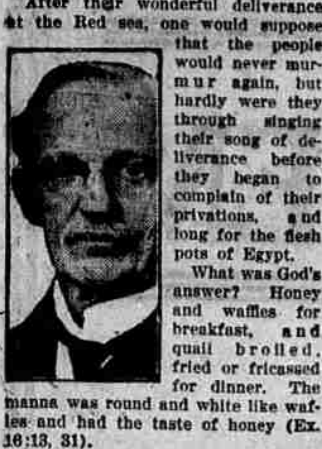 After their wonderful deliverance
at the Red sea, one would suppose
that the people
would never mur-
mur again, but
hardly were they
through singing
their song of de-
liverance before
they began to
complain of their
privations, and
long for the flesh
pots of Egypt.
What was God's
answer? Honey
and waffles for
breakfast, and
quail broiled,
fried or fricassed
for dinner. The
manna was round and white like waf-
les and had the taste of honey (Ex.
16:13, 31).